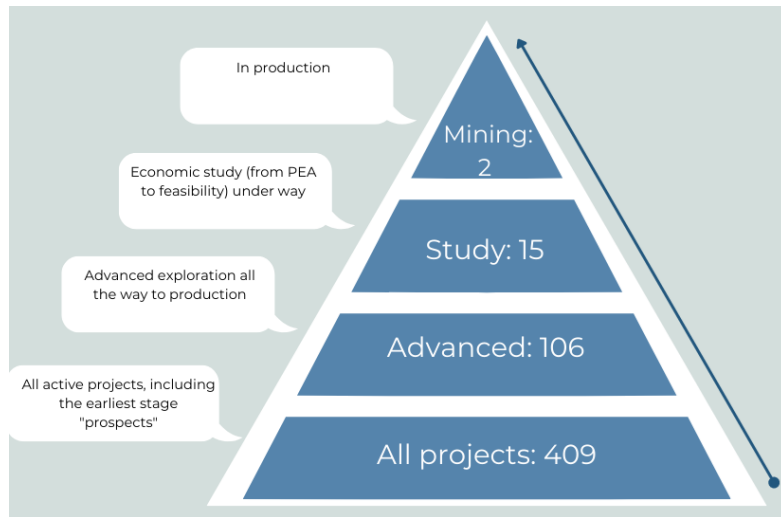 In production
Mining:
2
Economic study (from PEA
to feasibility) under way
Study: 15
Advanced exploration all
the way to production
Advanced: 106
All active projects, including
the earliest stage
"prospects"
All projects: 409